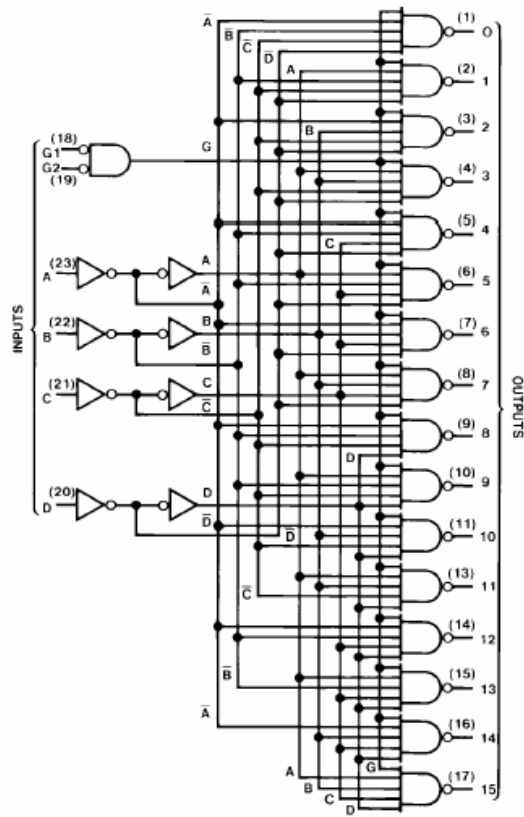 A̅
(1)
0
B̅
C̅
D̅
(2)
A
1
(3)
B
2
(18)
G1
G
G2
(19)
(4)
3
(5)
C
4
(23)
A
A
A̅
(6)
5
(22)
B
B
B̅
(7)
6
(21)
C
C
C̅
(8)
7
INPUTS
OUTPUTS
(9)
8
D
(20)
D
D
D̅
(10)
9
D̅
(11)
10
C̅
(13)
11
(14)
12
B̅
(15)
13
A̅
(16)
14
G
A
(17)
B
15
C
D